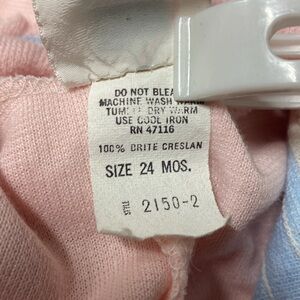 DO NOT BLEA
MACHINE WASH WARM
TUMBLE DRY WARM
USE COOL IRON
RN 47116
100% BRITE CRESLAN
SIZE 24 MOS.
STYLE 2150-2